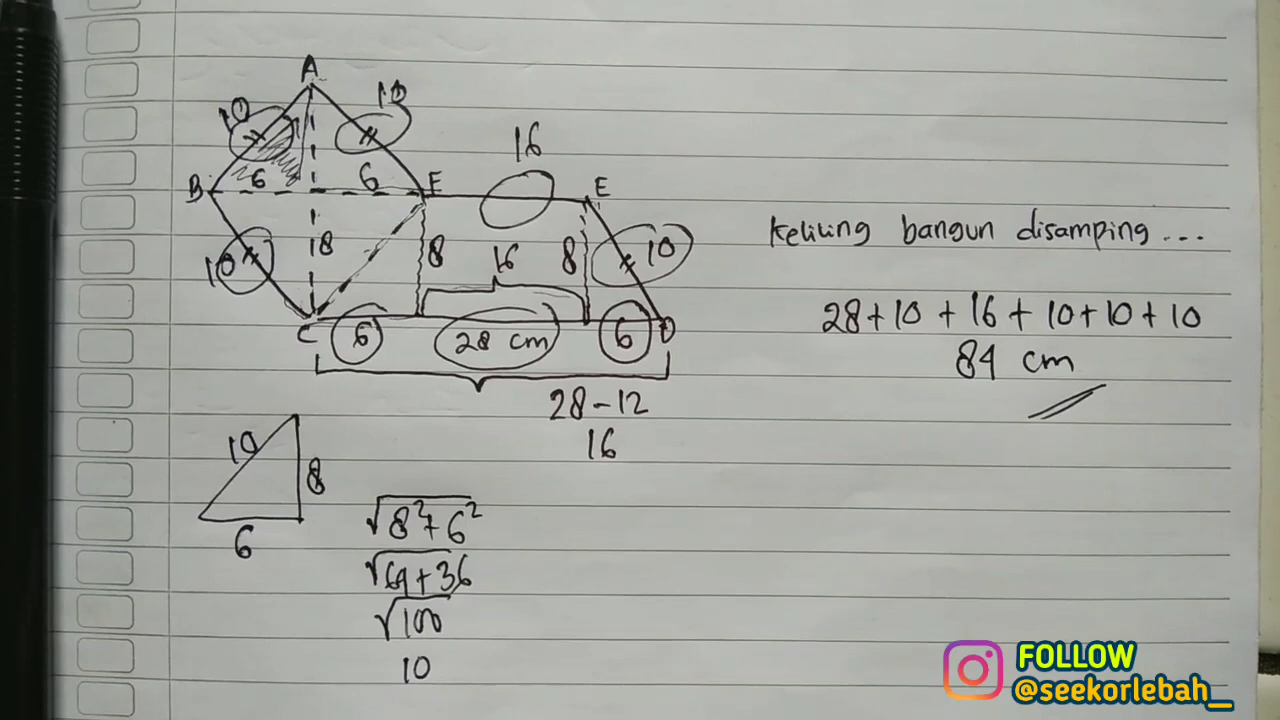 A
10 10
16
B 6 6 F E
10 8 8 16 8 10
C 6 28 cm 6 D
28 - 12
16
Keliling bangun disamping ...
28 + 10 + 16 + 10 + 10 + 10
84 cm
10 8
6
√8² + 6²
√64 + 36
√100
10
FOLLOW
@seekorlebah_